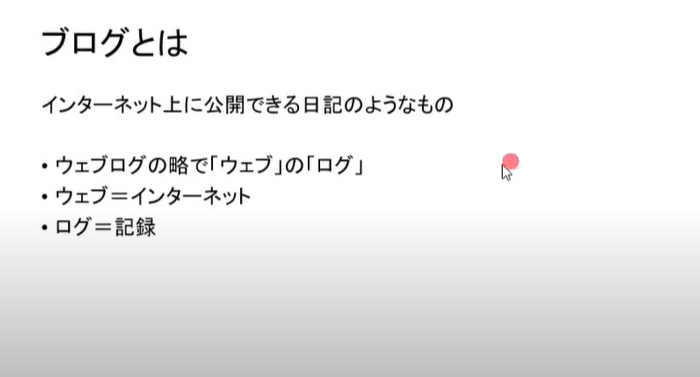 ブログとは
インターネット上に公開できる日記のようなもの
• ウェブログの略で「ウェブ」の「ログ」
• ウェブ＝インターネット
• ログ＝記録